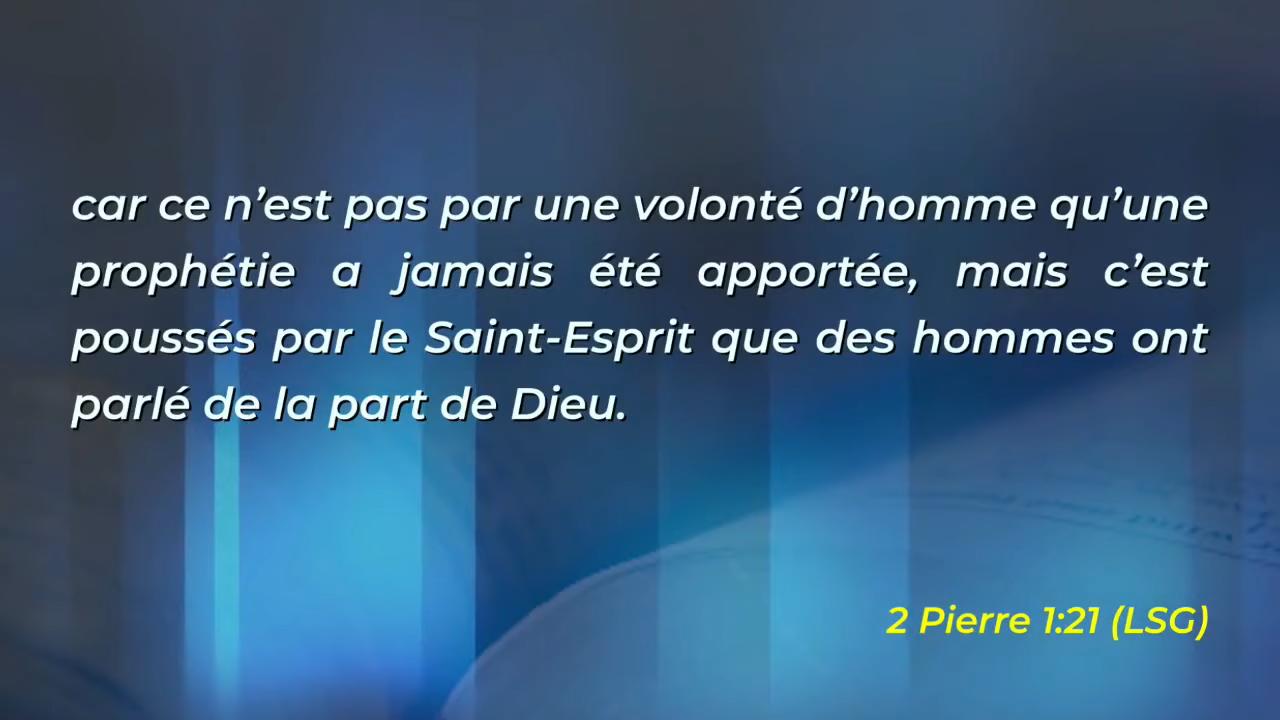 car ce n’est pas par une volonté d’homme qu’une
prophétie a jamais été apportée, mais c’est
poussés par le Saint-Esprit que des hommes ont
parlé de la part de Dieu.
2 Pierre 1:21 (LSG)